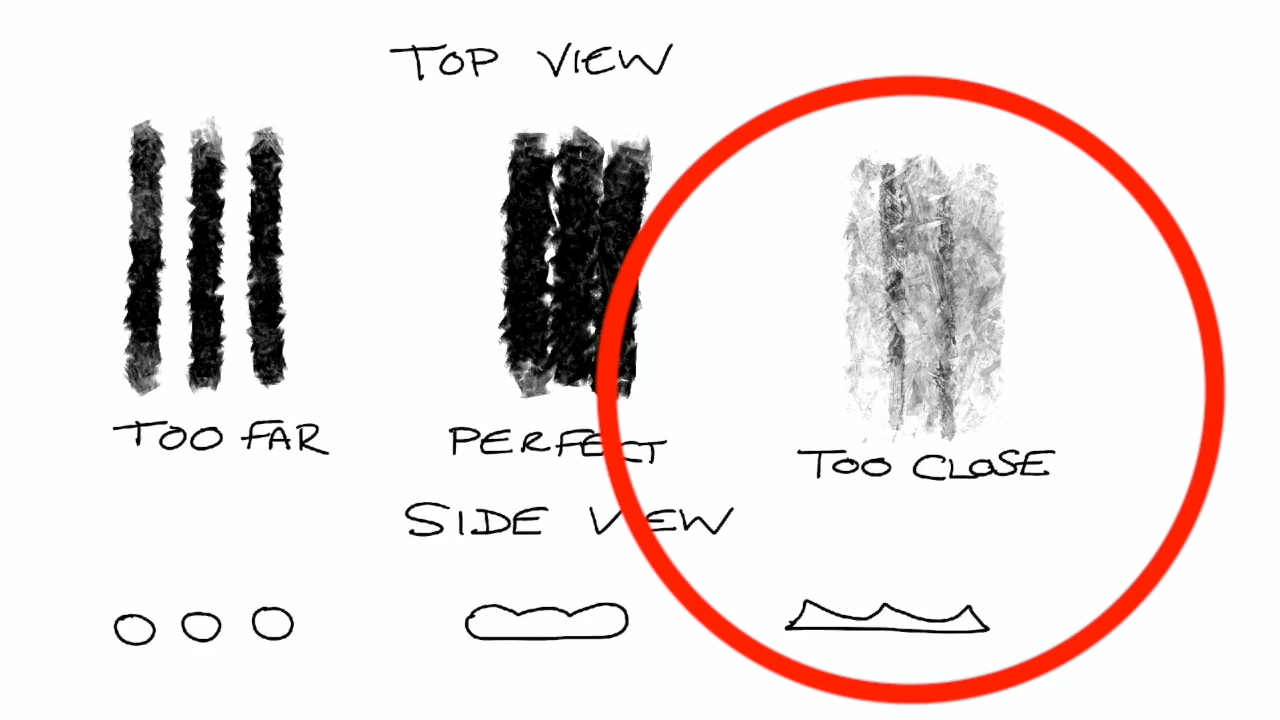 TOP VIEW
TOO FAR
PERFECT
TOO CLOSE
SIDE VIEW